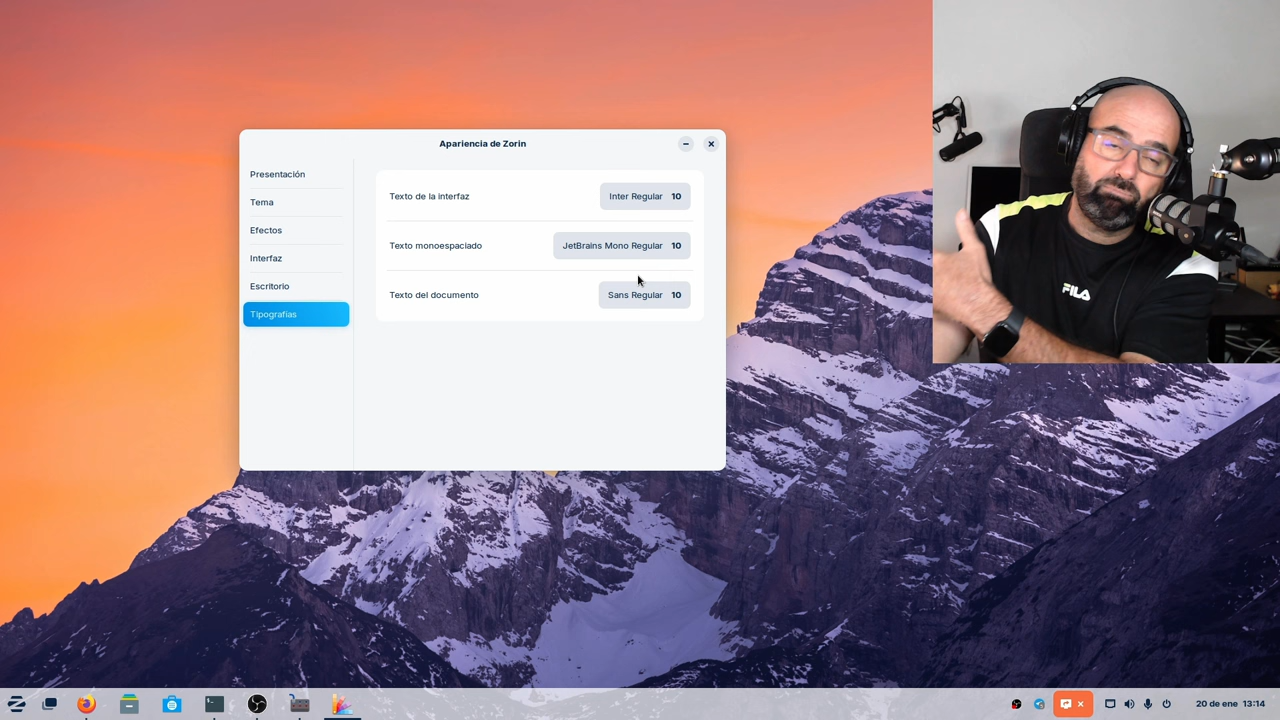 Apariencia de Zorin
Presentación
Tema
Efectos
Interfaz
Escritorio
Tipografías
Texto de la interfaz
Inter Regular 10
Texto monoespaciado
JetBrains Mono Regular 10
Texto del documento
Sans Regular 10
FILA
20 de ene 13:14